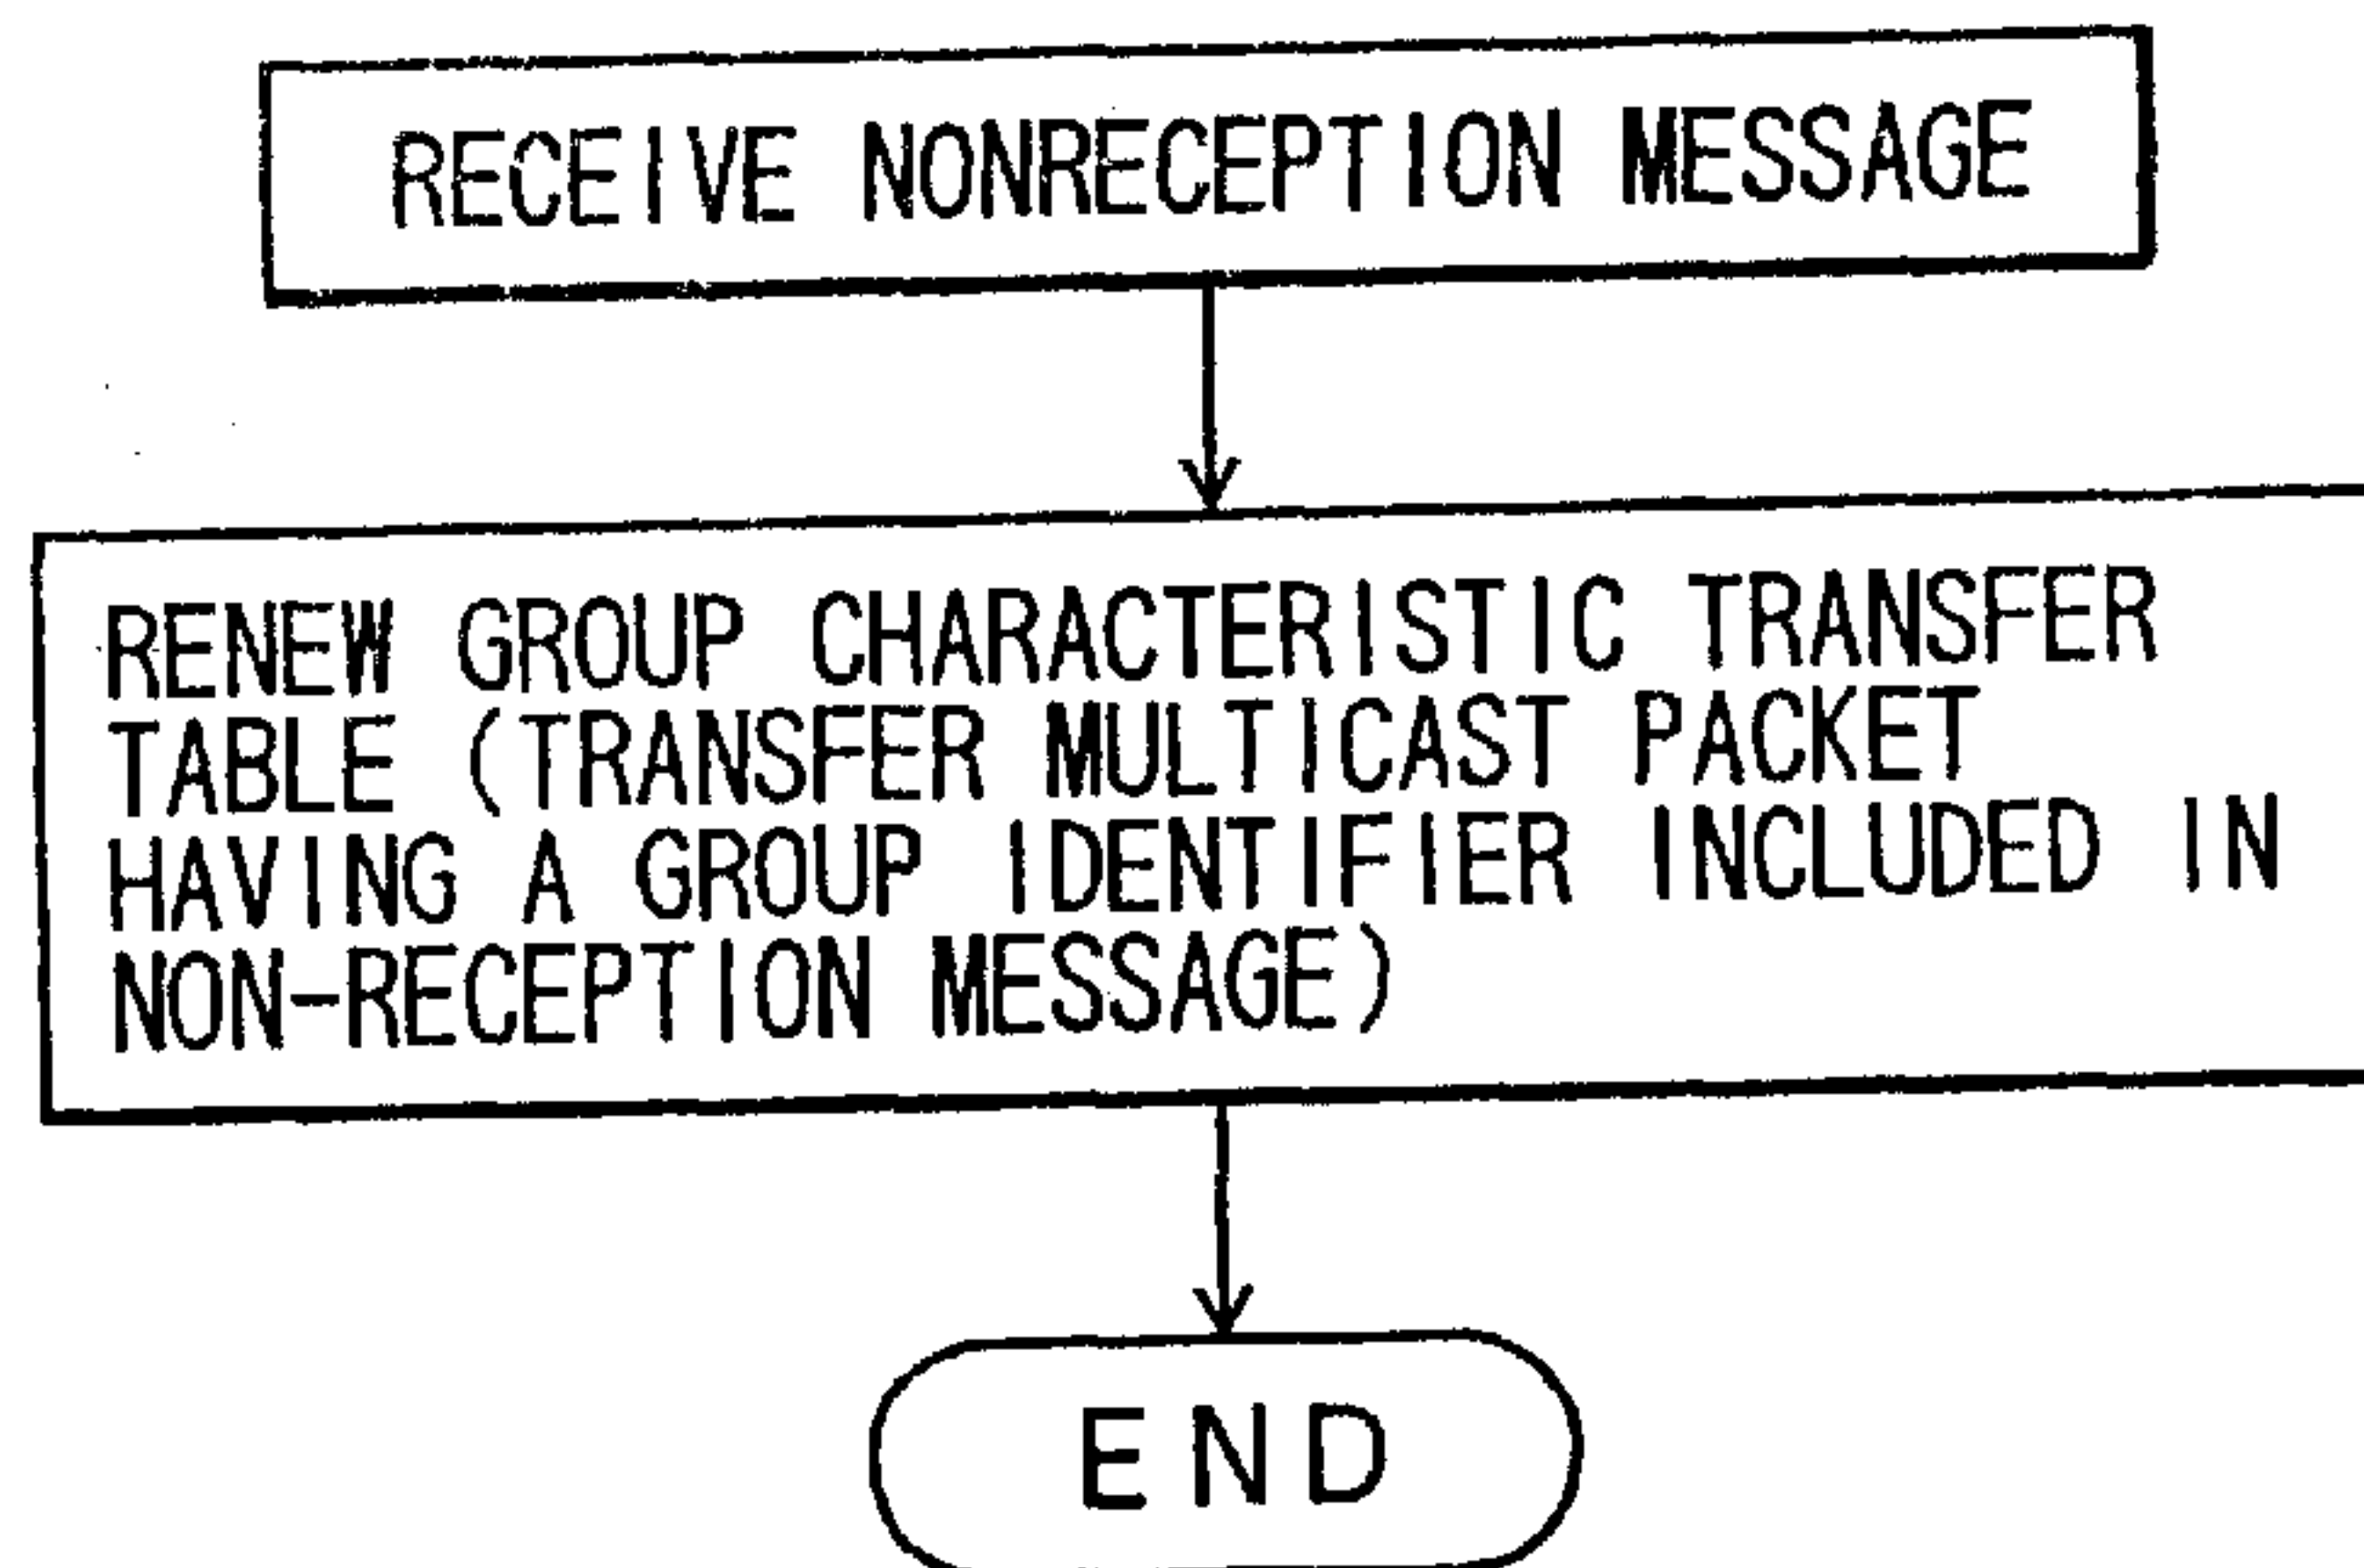 RECEIVE NONRECEPTION MESSAGE
RENEW GROUP CHARACTERISTIC TRANSFER
TABLE (TRANSFER MULTICAST PACKET
HAVING A GROUP IDENTIFIER INCLUDED IN
NON-RECEPTION MESSAGE)
END